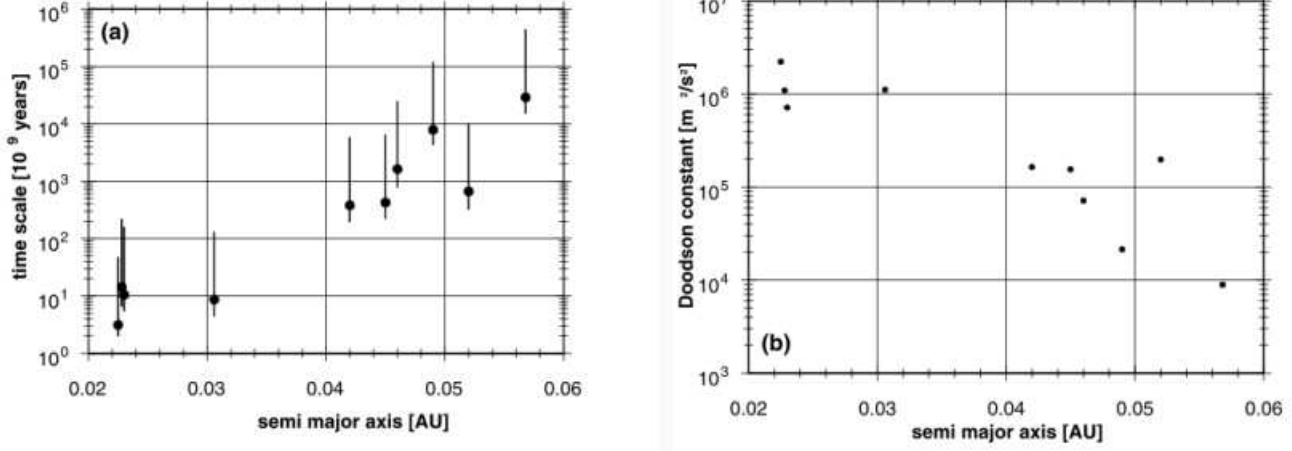 (a)
time scale [10 9 years]
10^6
10^5
10^4
10^3
10^2
10^1
10^0
0.02 0.03 0.04 0.05 0.06
semi major axis [AU]
(b)
Doodson constant [m 2/s2]
10^7
10^6
10^5
10^4
10^3
0.02 0.03 0.04 0.05 0.06
semi major axis [AU]